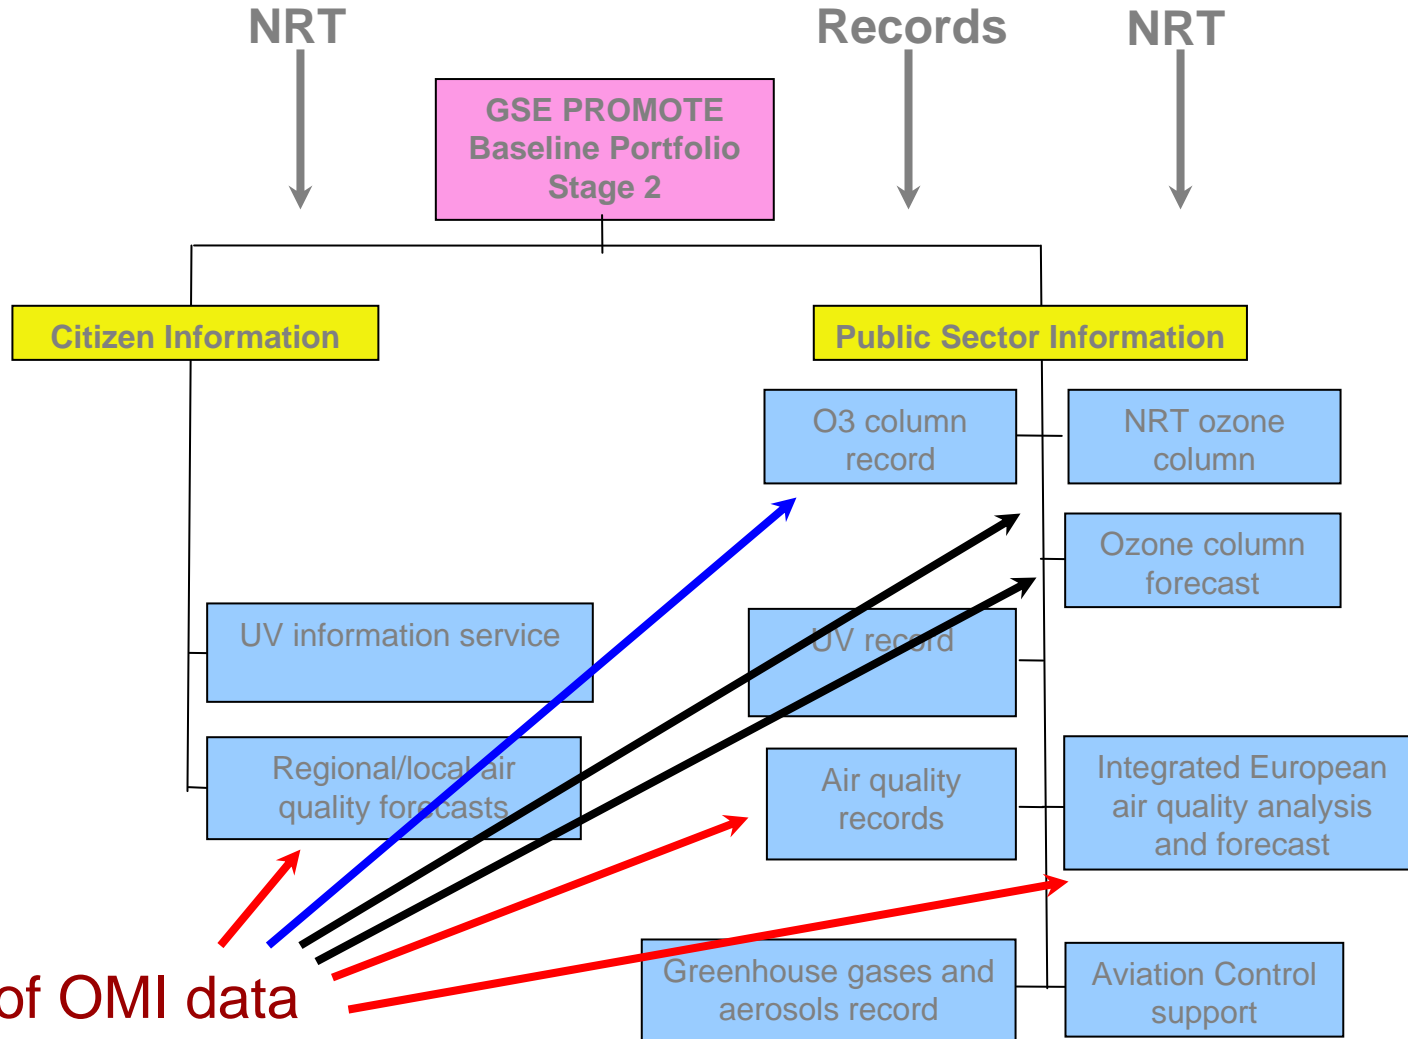 NRT
Records
NRT
GSE PROMOTE
Baseline Portfolio
Stage 2
Citizen Information
Public Sector Information
O3 column
record
NRT ozone
column
Ozone column
forecast
UV information service
UV record
Regional/local air
quality forecasts
Air quality
records
Integrated European
air quality analysis
and forecast
Greenhouse gases and
aerosols record
Aviation Control
support
of OMI data